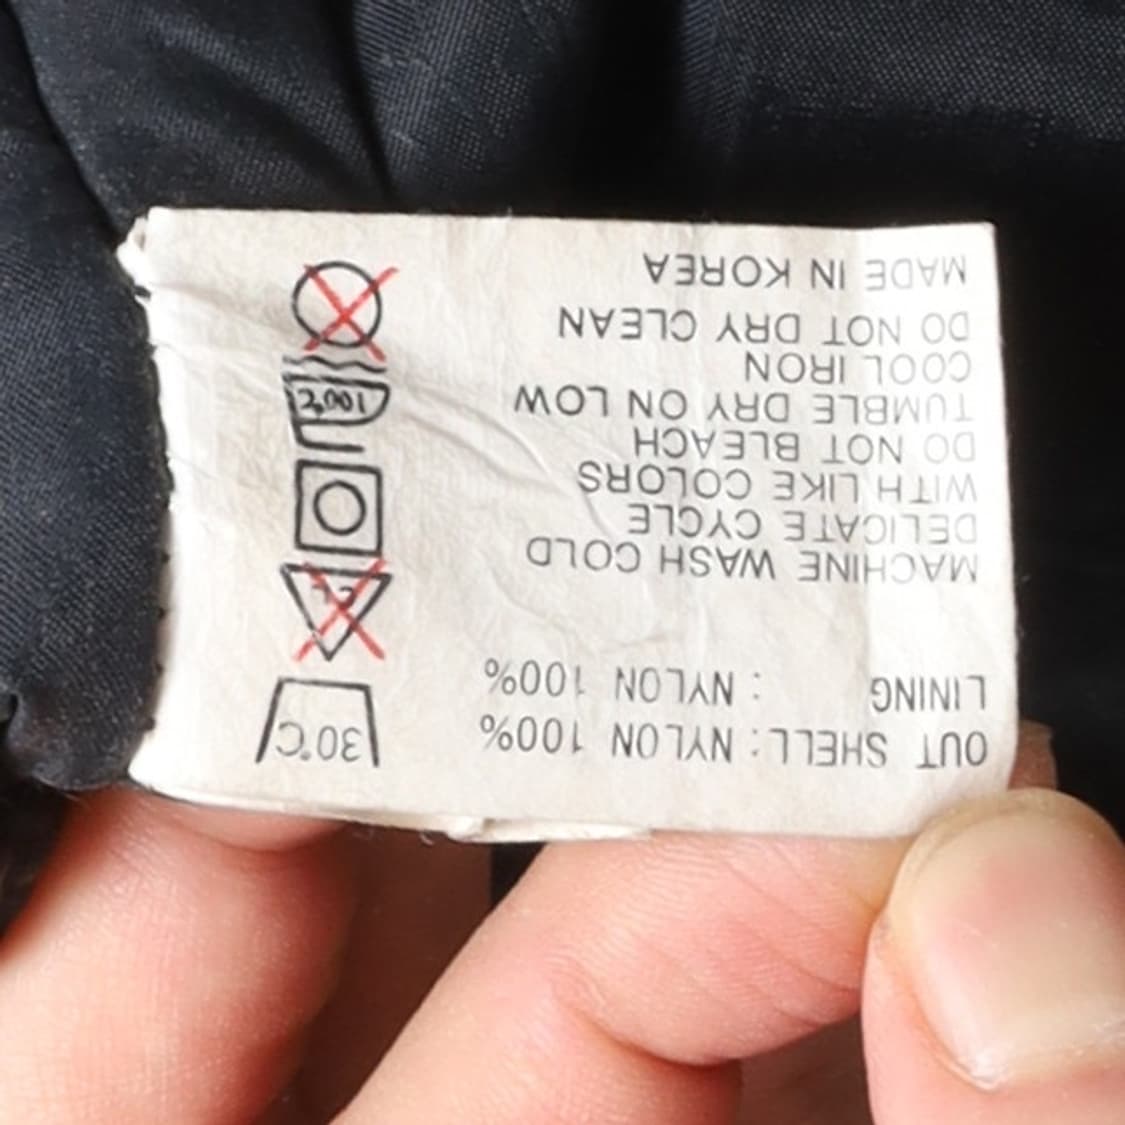 OUT SHELL: NYLON 100%
LINING : NYLON 100%
MACHINE WASH COLD
DELICATE CYCLE
WITH LIKE COLORS
DO NOT BLEACH
TUMBLE DRY ON LOW
COOL IRON
DO NOT DRY CLEAN
MADE IN KOREA
30℃
100℃